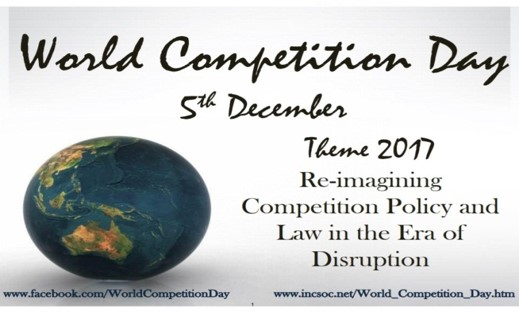 World Competition Day
5th December
Theme 2017
Re-imagining
Competition Policy and
Law in the Era of
Disruption
www.facebook.com/WorldCompetitionDay www.incsoc.net/World_Competition_Day.htm
1